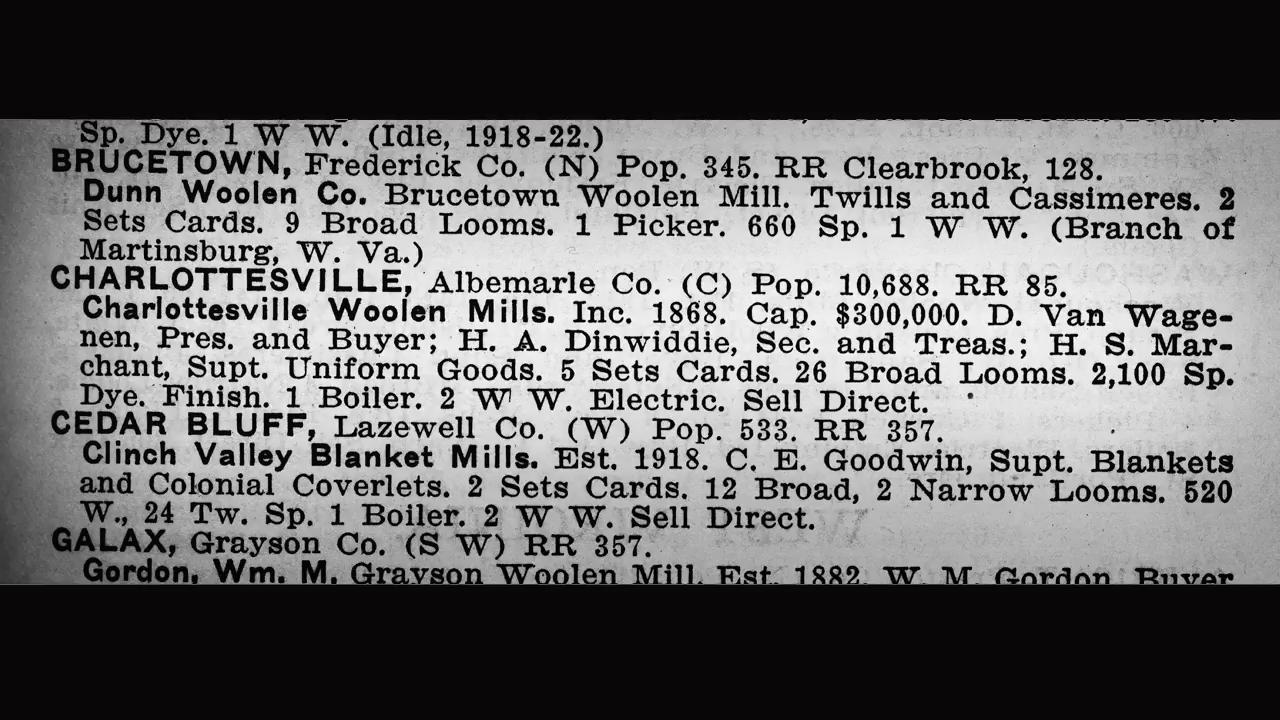 Sp. Dye. 1 W W. (Idle, 1918-22.)
BRUCETOWN, Frederick Co. (N) Pop. 345. RR Clearbrook, 128.
Dunn Woolen Co. Brucetown Woolen Mill. Twills and Cassimeres. 2
Sets Cards. 9 Broad Looms. 1 Picker. 660 Sp. 1 W W. (Branch of
Martinsburg, W. Va.)
CHARLOTTESVILLE, Albemarle Co. (C) Pop. 10,688. RR 85.
Charlottesville Woolen Mills. Inc. 1868. Cap. $300,000. D. Van Wage-
nen, Pres. and Buyer; H. A. Dinwiddie, Sec. and Treas.; H. S. Mar-
chant, Supt. Uniform Goods. 5 Sets Cards. 26 Broad Looms. 2,100 Sp.
Dye. Finish. 1 Boiler. 2 W W. Electric. Sell Direct.
CEDAR BLUFF, Lazewell Co. (W) Pop. 533. RR 357.
Clinch Valley Blanket Mills. Est. 1918. C. E. Goodwin, Supt. Blankets
and Colonial Coverlets. 2 Sets Cards. 12 Broad, 2 Narrow Looms. 520
W., 24 Tw. Sp. 1 Boiler. 2 W W. Sell Direct.
GALAX, Grayson Co. (S W) RR 357.
Gordon, Wm. M. Grayson Woolen Mill. Est. 1882. W. M. Gordon, Buyer